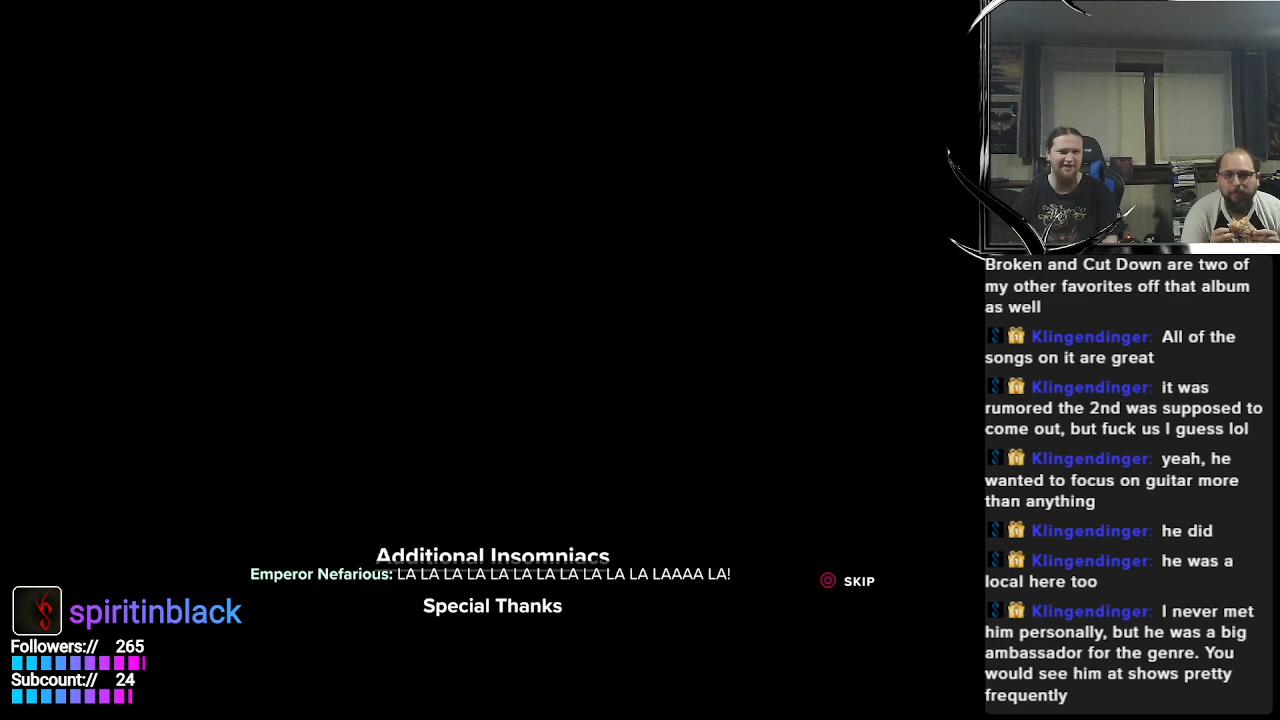 Additional Insomniacs
Emperor Nefarious: LA LA LA LA LA LA LA LA LA LA LA LAAAA LA!
SKIP
Special Thanks
spiritinblack
Followers:// 265
Subcount:// 24
Broken and Cut Down are two of
my other favorites off that album
as well
Klingendinger: All of the
songs on it are great
Klingendinger: it was
rumored the 2nd was supposed to
come out, but fuck us I guess lol
Klingendinger: yeah, he
wanted to focus on guitar more
than anything
Klingendinger: he did
Klingendinger: he was a
local here too
Klingendinger: I never met
him personally, but he was a big
ambassador for the genre. You
would see him at shows pretty
frequently